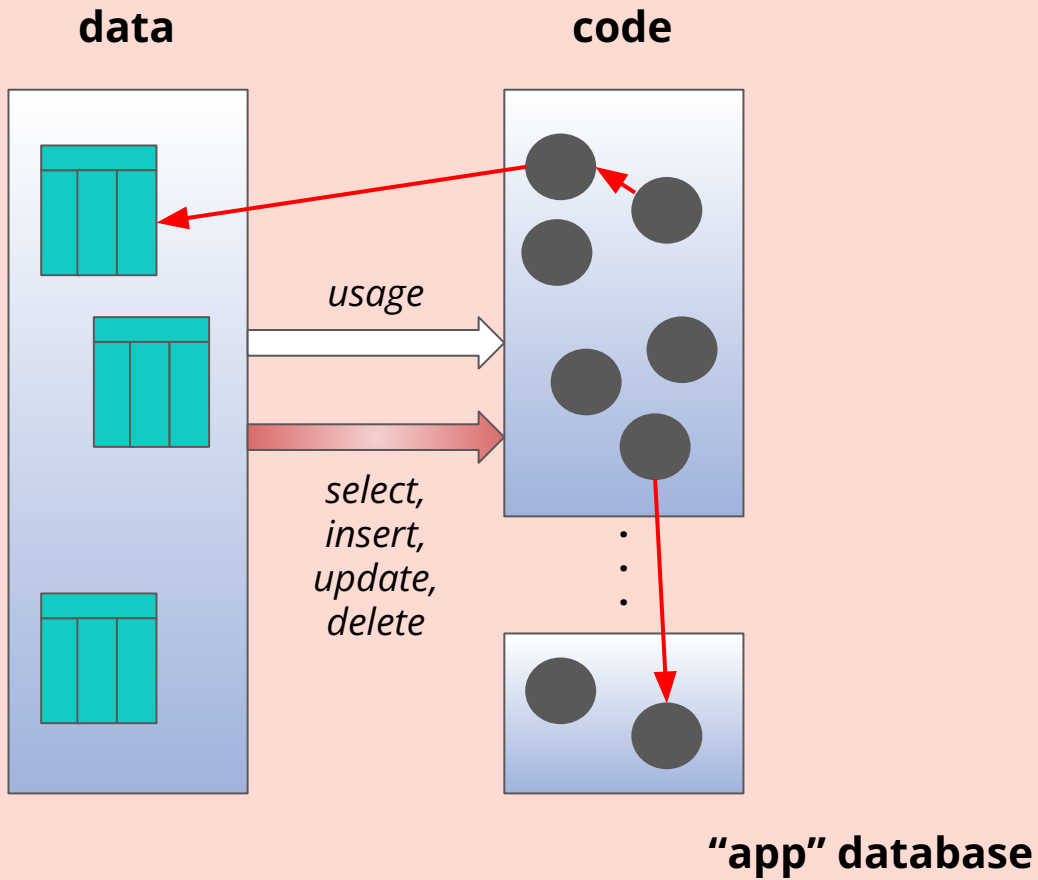 data
code
usage
select,
insert,
update,
delete
“app” database